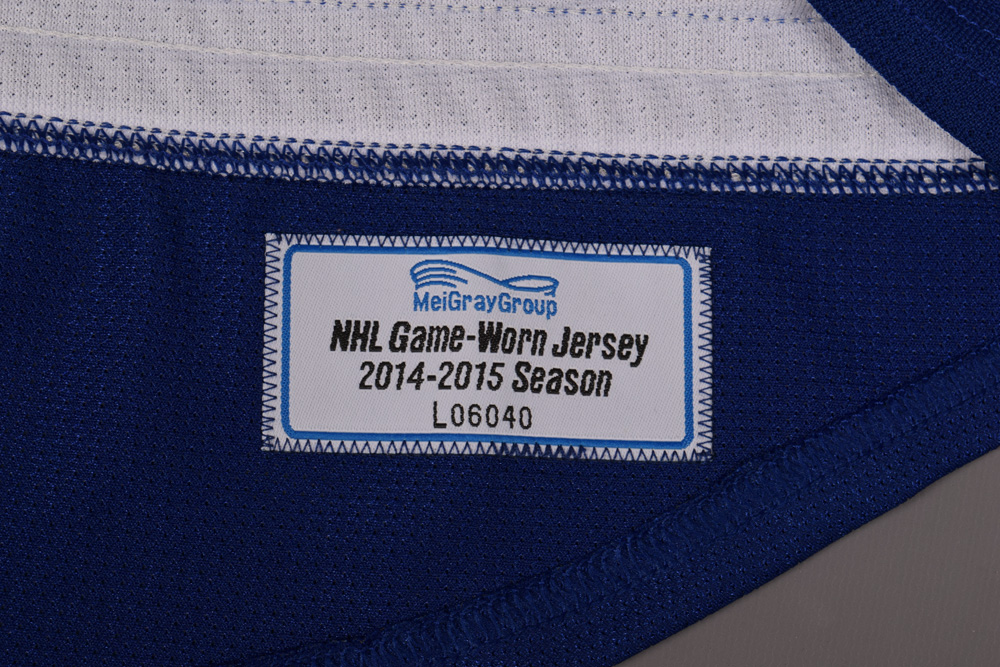 MeiGrayGroup
NHL Game-Worn Jersey
2014-2015 Season
L06040